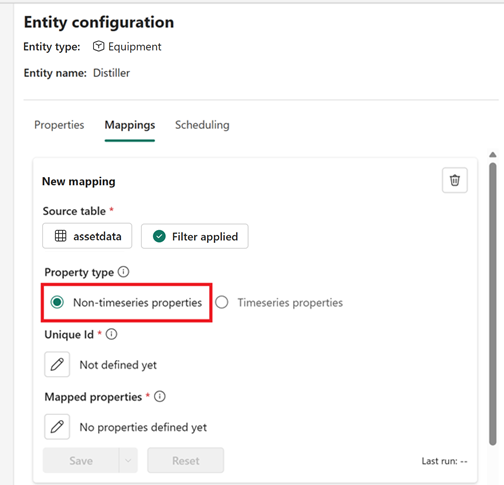 Entity configuration
Entity type: Equipment
Entity name: Distiller
Properties Mappings Scheduling
New mapping
Source table *
assetdata Filter applied
Property type
Non-timeseries properties Timeseries properties
Unique Id *
Not defined yet
Mapped properties *
No properties defined yet
Save Reset Last run: --